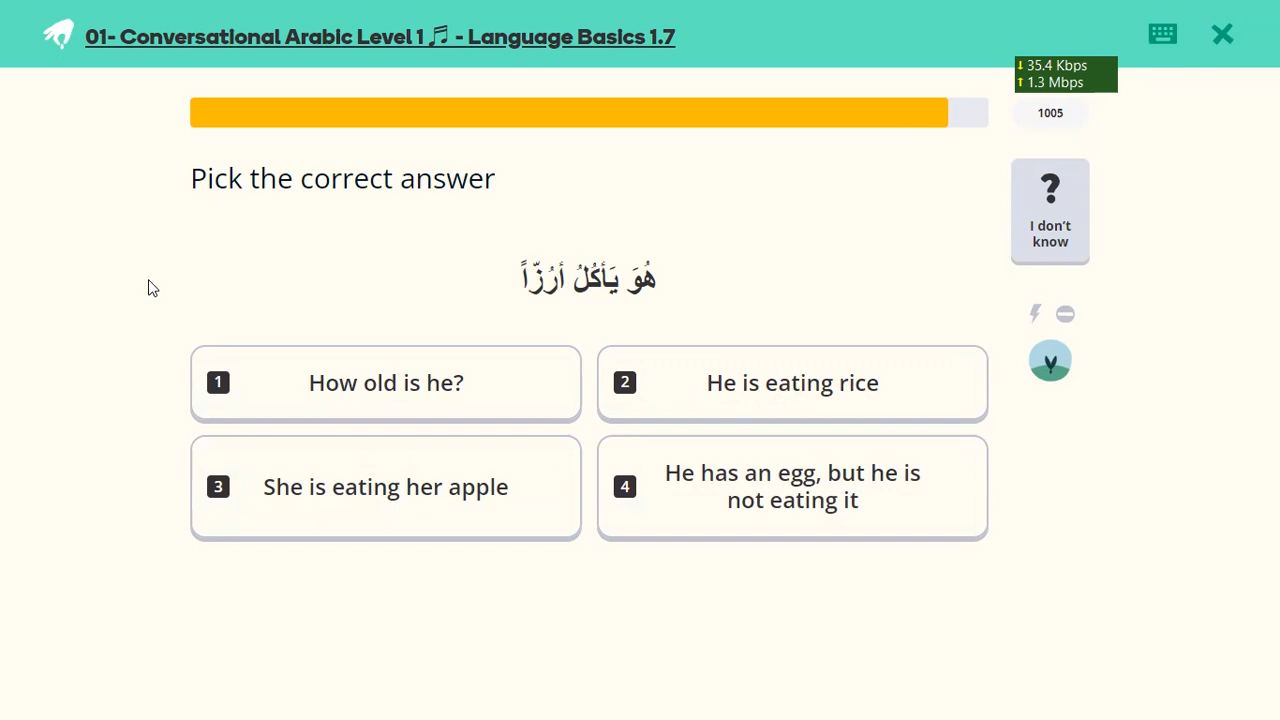 01- Conversational Arabic Level 1 🎵 - Language Basics 1.7
↓ 35.4 Kbps
↑ 1.3 Mbps
1005
Pick the correct answer
?
I don't
know
هُوَ يَأكُلُ أرُزّاً
1 How old is he?
2 He is eating rice
3 She is eating her apple
4 He has an egg, but he is
not eating it